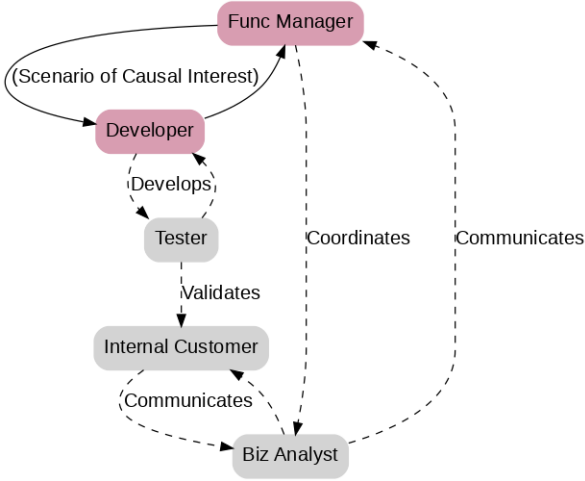 Func Manager
(Scenario of Causal Interest)
Developer
Develops
Tester
Coordinates
Communicates
Validates
Internal Customer
Communicates
Biz Analyst